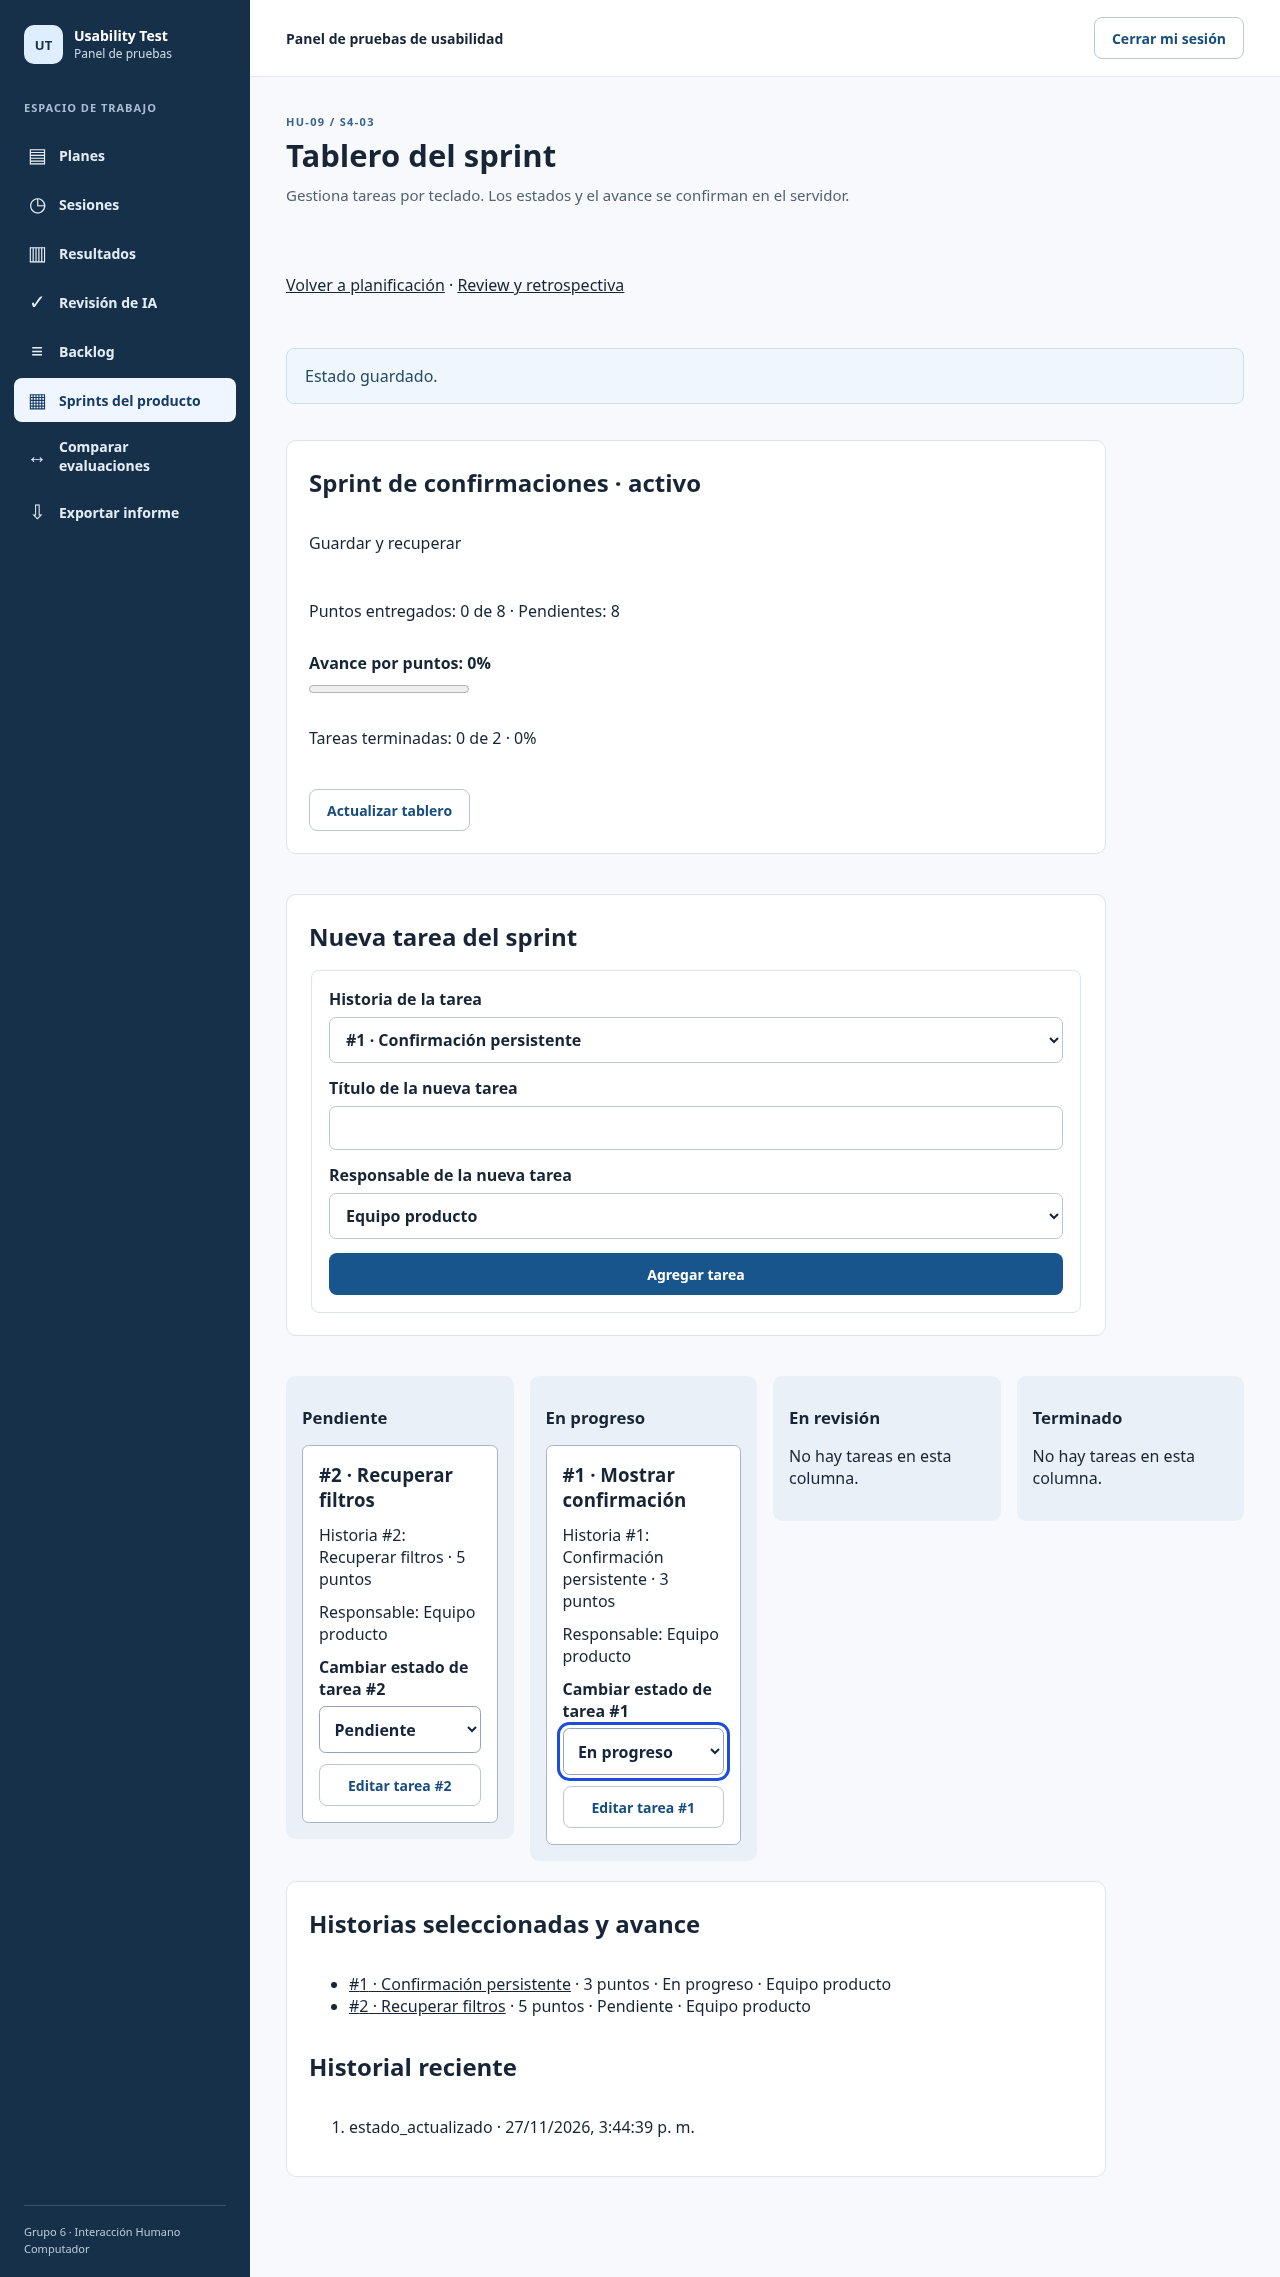 UT
Usability Test
Panel de pruebas
ESPACIO DE TRABAJO
Planes
Sesiones
Resultados
Revisión de IA
Backlog
Sprints del producto
Comparar
evaluaciones
Exportar informe
Grupo 6 · Interacción Humano
Computador
Panel de pruebas de usabilidad
Cerrar mi sesión
HU-09 / S4-03
Tablero del sprint
Gestiona tareas por teclado. Los estados y el avance se confirman en el servidor.
Volver a planificación · Review y retrospectiva
Estado guardado.
Sprint de confirmaciones · activo
Guardar y recuperar
Puntos entregados: 0 de 8 · Pendientes: 8
Avance por puntos: 0%
Tareas terminadas: 0 de 2 · 0%
Actualizar tablero
Nueva tarea del sprint
Historia de la tarea
#1 · Confirmación persistente
Título de la nueva tarea
Responsable de la nueva tarea
Equipo producto
Agregar tarea
Pendiente
#2 · Recuperar
filtros
Historia #2:
Recuperar filtros · 5
puntos
Responsable: Equipo
producto
Cambiar estado de
tarea #2
Pendiente
Editar tarea #2
En progreso
#1 · Mostrar
confirmación
Historia #1:
Confirmación
persistente · 3
puntos
Responsable: Equipo
producto
Cambiar estado de
tarea #1
En progreso
Editar tarea #1
En revisión
No hay tareas en esta
columna.
Terminado
No hay tareas en esta
columna.
Historias seleccionadas y avance
#1 · Confirmación persistente · 3 puntos · En progreso · Equipo producto
#2 · Recuperar filtros · 5 puntos · Pendiente · Equipo producto
Historial reciente
1. estado_actualizado · 27/11/2026, 3:44:39 p. m.